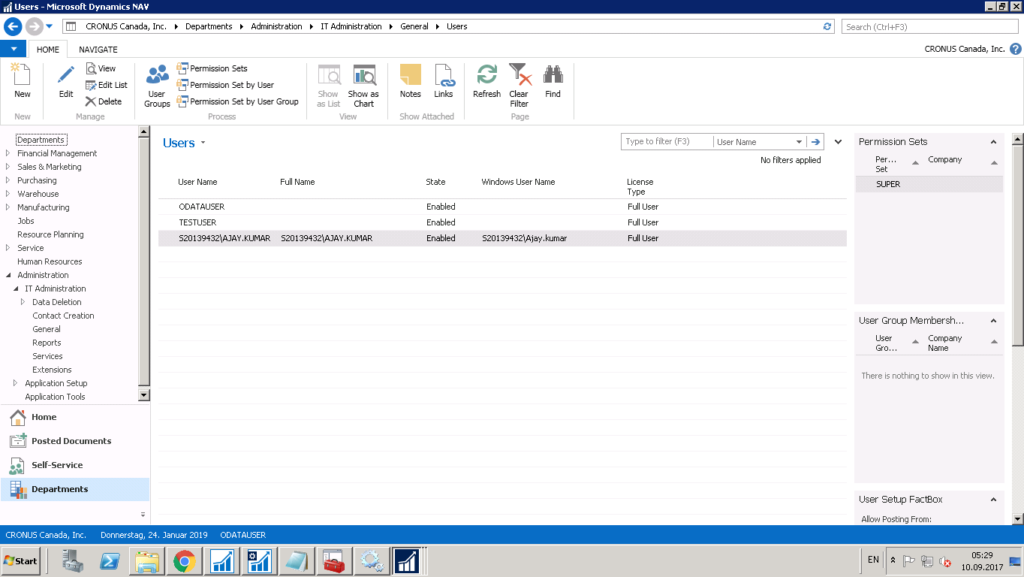 Users - Microsoft Dynamics NAV
CRONUS Canada, Inc. Departments Administration IT Administration General Users
Search (Ctrl+F3)
HOME NAVIGATE
CRONUS Canada, Inc.
New
Edit
View
Edit List
Delete
User Groups
Permission Sets
Permission Set by User
Permission Set by User Group
Show as List
Show as Chart
Notes
Links
Refresh
Clear Filter
Find
New
Manage
Process
View
Show Attached
Page
Departments
Financial Management
Sales & Marketing
Purchasing
Warehouse
Manufacturing
Jobs
Resource Planning
Service
Human Resources
Administration
IT Administration
Data Deletion
Contact Creation
General
Reports
Services
Extensions
Application Setup
Application Tools
Home
Posted Documents
Self-Service
Departments
Users
Type to filter (F3) User Name
No filters applied
User Name Full Name State Windows User Name License Type
ODATAUSER Enabled Full User
TESTUSER Enabled Full User
S20139432\AJAY.KUMAR S20139432\AJAY.KUMAR Enabled S20139432\Ajay.kumar Full User
Permission Sets
Per... Set Company
SUPER
User Group Membersh...
User Gro... Company Name
There is nothing to show in this view.
User Setup FactBox
Allow Posting From:
CRONUS Canada, Inc. Donnerstag, 24. Januar 2019 ODATAUSER
Start
EN
05:29
10.09.2017